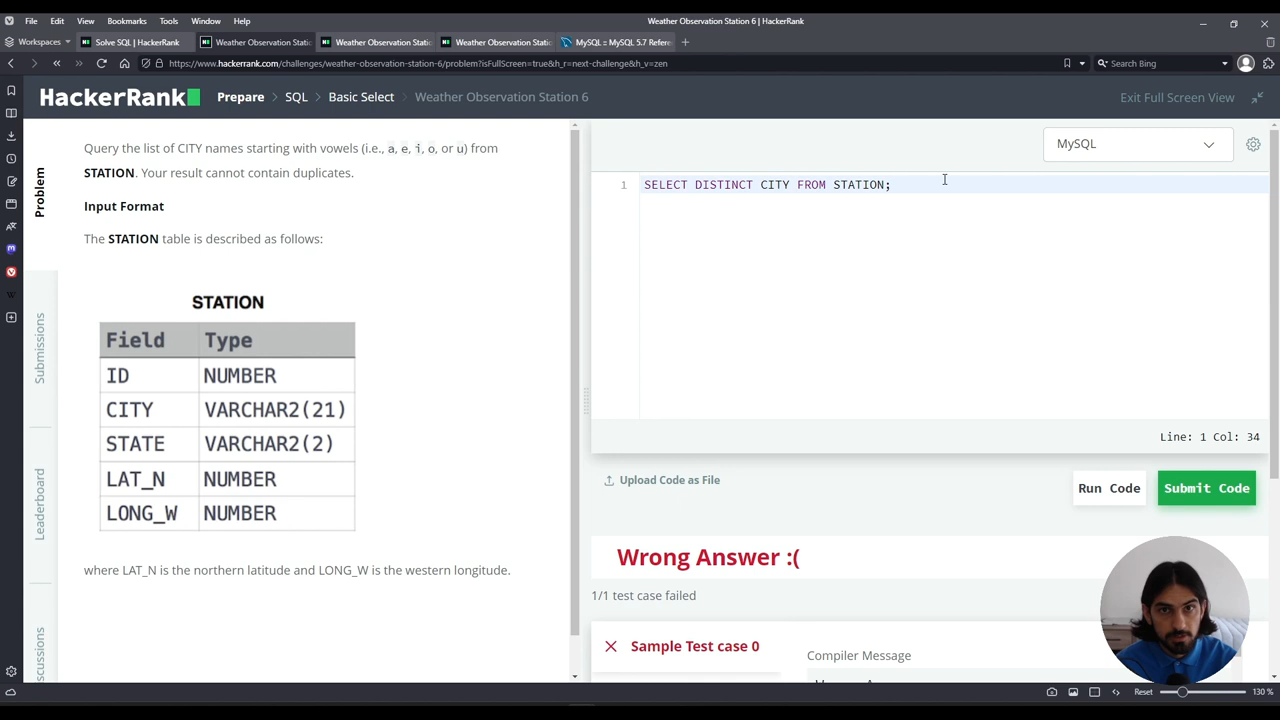 File Edit View Bookmarks Tools Window Help
Weather Observation Station 6 | HackerRank
Workspaces
Solve SQL | HackerRank
Weather Observation Static
Weather Observation Static
Weather Observation Static
MySQL :: MySQL 5.7 Refere
https://www.hackerrank.com/challenges/weather-observation-station-6/problem?isFullScreen=true&h_r=next-challenge&h_v=zen
Search Bing
HackerRank
Prepare > SQL > Basic Select > Weather Observation Station 6
Exit Full Screen View
Problem
Submissions
Leaderboard
scussions
Query the list of CITY names starting with vowels (i.e., a, e, i, o, or u) from
STATION. Your result cannot contain duplicates.
Input Format
The STATION table is described as follows:
STATION
Field Type
ID NUMBER
CITY VARCHAR2(21)
STATE VARCHAR2(2)
LAT_N NUMBER
LONG_W NUMBER
where LAT_N is the northern latitude and LONG_W is the western longitude.
MySQL
1 SELECT DISTINCT CITY FROM STATION;
Line: 1 Col: 34
Upload Code as File
Run Code
Submit Code
Wrong Answer :(
1/1 test case failed
Sample Test case 0
Compiler Message
Reset
130 %